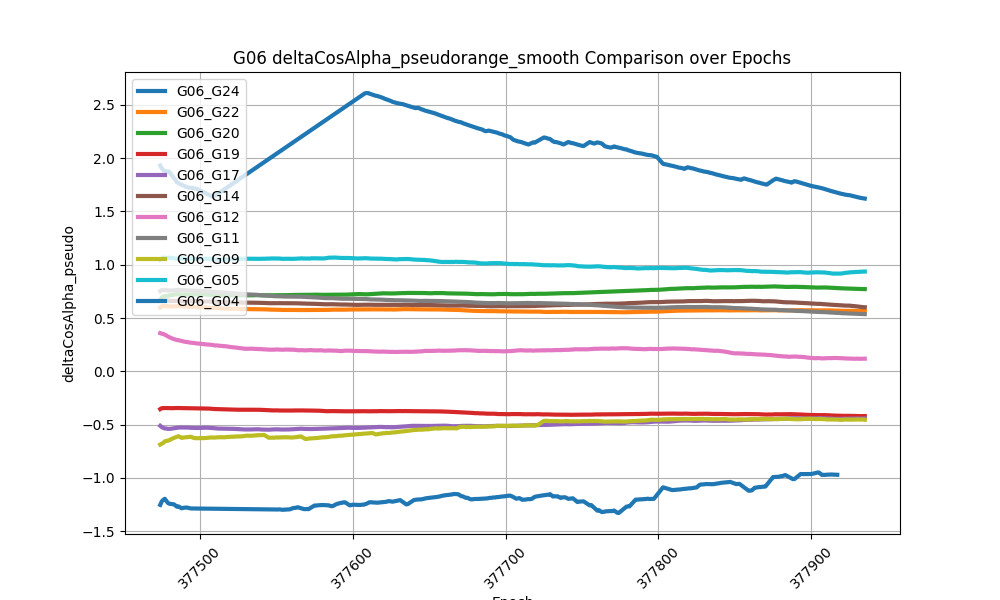 G06 deltaCosAlpha_pseudorange_smooth Comparison over Epochs
deltaCosAlpha_pseudo
2.5
2.0
1.5
1.0
0.5
0.0
−0.5
−1.0
−1.5
G06_G24
G06_G22
G06_G20
G06_G19
G06_G17
G06_G14
G06_G12
G06_G11
G06_G09
G06_G05
G06_G04
377500
377600
377700
377800
377900
Epoch